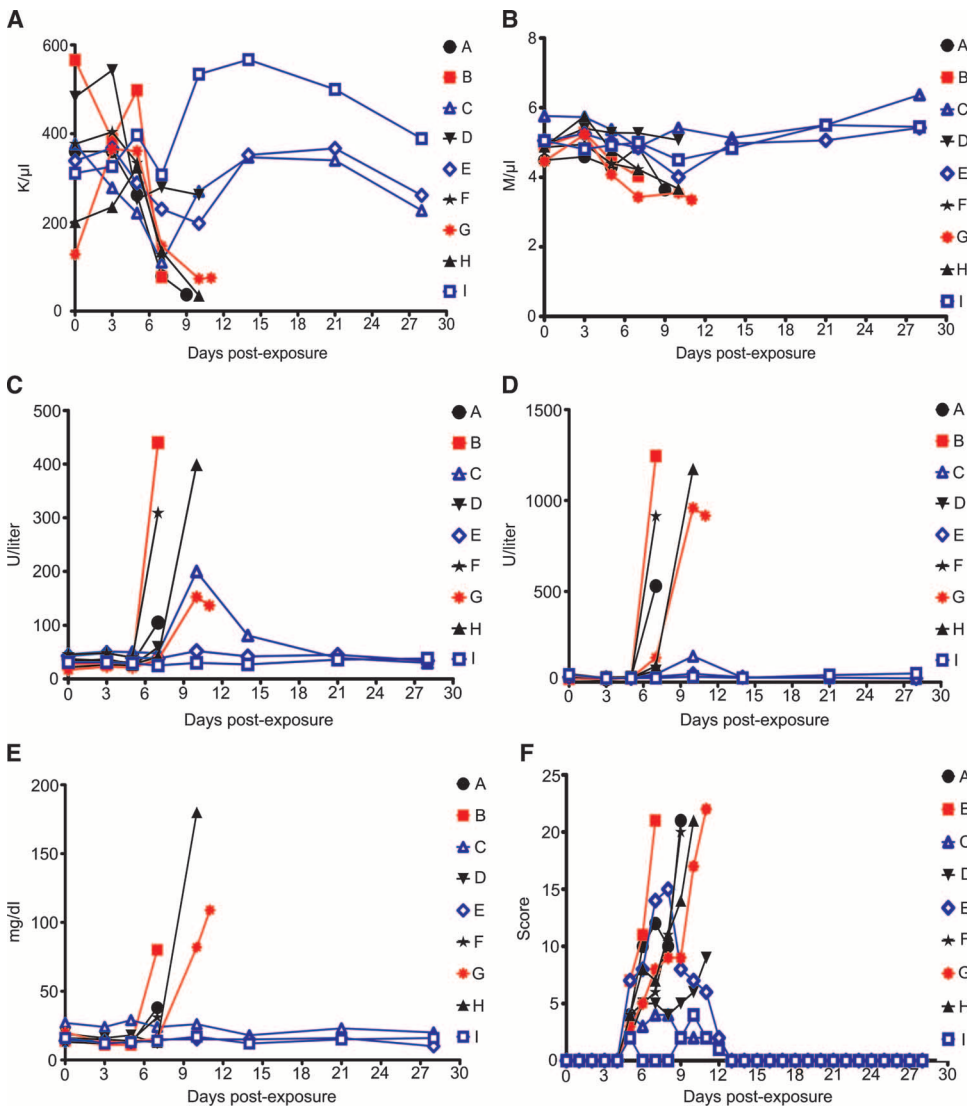 A
K/µl
600
400
200
0
0 3 6 9 12 15 18 21 24 27 30
Days post-exposure
A
B
C
D
E
F
G
H
I
B
M/µl
8
6
4
2
0
0 3 6 9 12 15 18 21 24 27 30
Days post-exposure
A
B
C
D
E
F
G
H
I
C
U/liter
500
400
300
200
100
0
0 3 6 9 12 15 18 21 24 27 30
Days post-exposure
A
B
C
D
E
F
G
H
I
D
U/liter
1500
1000
500
0
0 3 6 9 12 15 18 21 24 27 30
Days post-exposure
A
B
C
D
E
F
G
H
I
E
mg/dl
200
150
100
50
0
0 3 6 9 12 15 18 21 24 27 30
Days post-exposure
A
B
C
D
E
F
G
H
I
F
Score
25
20
15
10
5
0
0 3 6 9 12 15 18 21 24 27 30
Days post-exposure
A
B
C
D
E
F
G
H
I